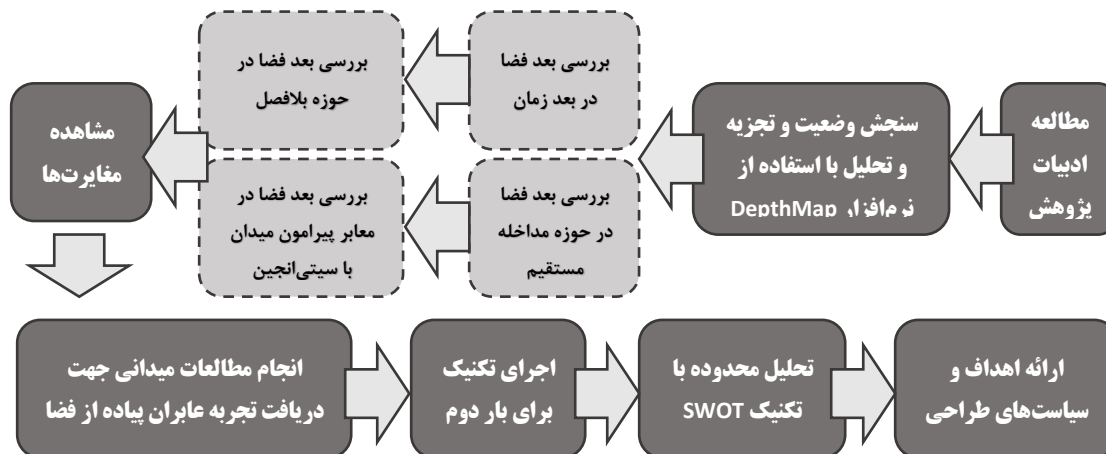 مطالعه
ادبیات
پژوهش
سنجش وضعیت و تجزیه
و تحلیل با استفاده از
نرم‌افزار DepthMap
بررسی بعد فضا
در بعد زمان
بررسی بعد فضا
در حوزه مداخله
مستقیم
بررسی بعد فضا در
حوزه بلافصل
بررسی بعد فضا در
معابر پیرامون میدان
با سیتی‌انجین
مشاهده
مغایرت‌ها
انجام مطالعات میدانی جهت
دریافت تجربه عابران پیاده از فضا
اجرای تکنیک
برای بار دوم
تحلیل محدوده با
تکنیک SWOT
ارائه اهداف و
سیاست‌های طراحی